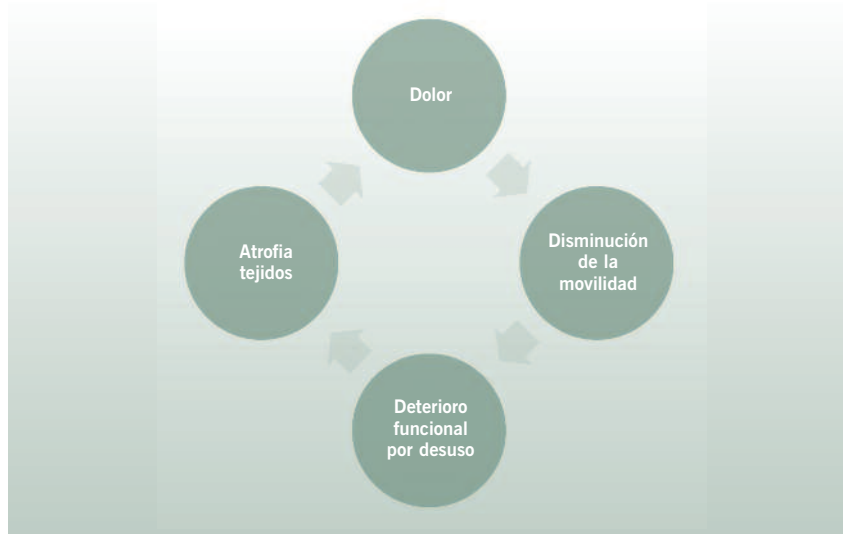 Dolor
Disminución
de la
movilidad
Deterioro
funcional
por desuso
Atrofia
tejidos